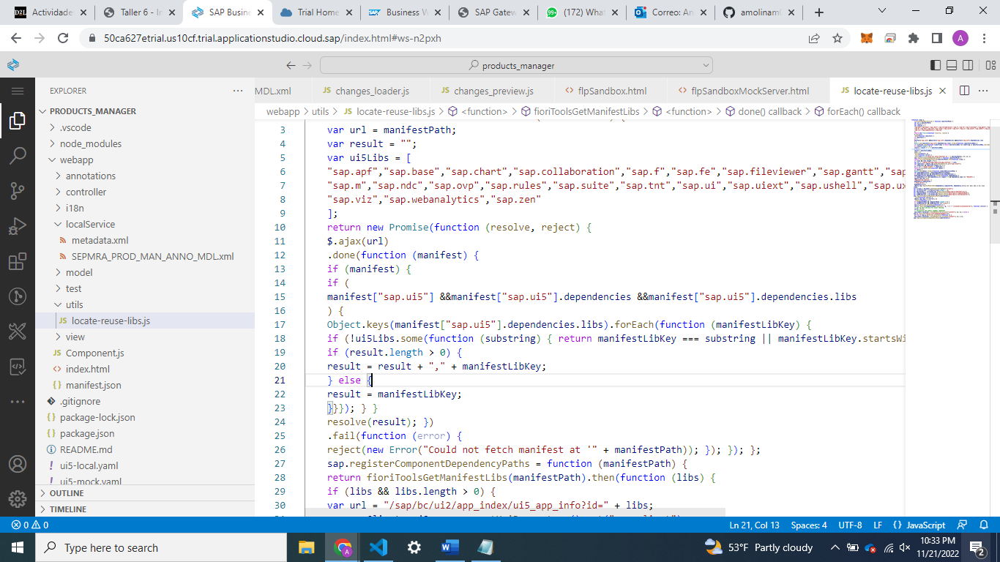 Actividade
Taller 6 - In
SAP Busine
Trial Home
Business W
SAP Gatew
(172) What
Correo: An
amolinam0
50ca627etrial.us10cf.trial.applicationstudio.cloud.sap/index.html#ws-n2pxh
products_manager
EXPLORER
MDL.xml
JS changes_loader.js
JS changes_preview.js
<> flpSandbox.html
<> flpSandboxMockServer.html
JS locate-reuse-libs.js
webapp > utils > JS locate-reuse-libs.js > <function> > fioriToolsGetManifestLibs > <function> > done() callback > forEach() callback
PRODUCTS_MANAGER
.vscode
node_modules
webapp
annotations
controller
i18n
localService
metadata.xml
SEPMRA_PROD_MAN_ANNO_MDL.xml
model
test
utils
JS locate-reuse-libs.js
view
JS Component.js
<> index.html
{} manifest.json
.gitignore
{} package-lock.json
{} package.json
README.md
! ui5-local.yaml
! ui5-mock.yaml
OUTLINE
TIMELINE
3 var url = manifestPath;
4 var result = "";
5 var ui5Libs = [
6 "sap.apf","sap.base","sap.chart","sap.collaboration","sap.f","sap.fe","sap.fileviewer","sap.gantt","sap
7 "sap.m","sap.ndc","sap.ovp","sap.rules","sap.suite","sap.tnt","sap.ui","sap.uiext","sap.ushell","sap.ux
8 "sap.viz","sap.webanalytics","sap.zen"
9 ];
10 return new Promise(function (resolve, reject) {
11 $.ajax(url)
12 .done(function (manifest) {
13 if (manifest) {
14 if (
15 manifest["sap.ui5"] &&manifest["sap.ui5"].dependencies &&manifest["sap.ui5"].dependencies.libs
16 ) {
17 Object.keys(manifest["sap.ui5"].dependencies.libs).forEach(function (manifestLibKey) {
18 if (!ui5Libs.some(function (substring) { return manifestLibKey === substring || manifestLibKey.startsWi
19 if (result.length > 0) {
20 result = result + "," + manifestLibKey;
21 } else {
22 result = manifestLibKey;
23 }}}); } }
24 resolve(result); })
25 .fail(function (error) {
26 reject(new Error("Could not fetch manifest at '" + manifestPath)); }); }); };
27 sap.registerComponentDependencyPaths = function (manifestPath) {
28 return fioriToolsGetManifestLibs(manifestPath).then(function (libs) {
29 if (libs && libs.length > 0) {
30 var url = "/sap/bc/ui2/app_index/ui5_app_info?id=" + libs;
0 0
Ln 21, Col 13
Spaces: 4
UTF-8
LF
{} JavaScript
Type here to search
53°F Partly cloudy
10:33 PM
11/21/2022
2